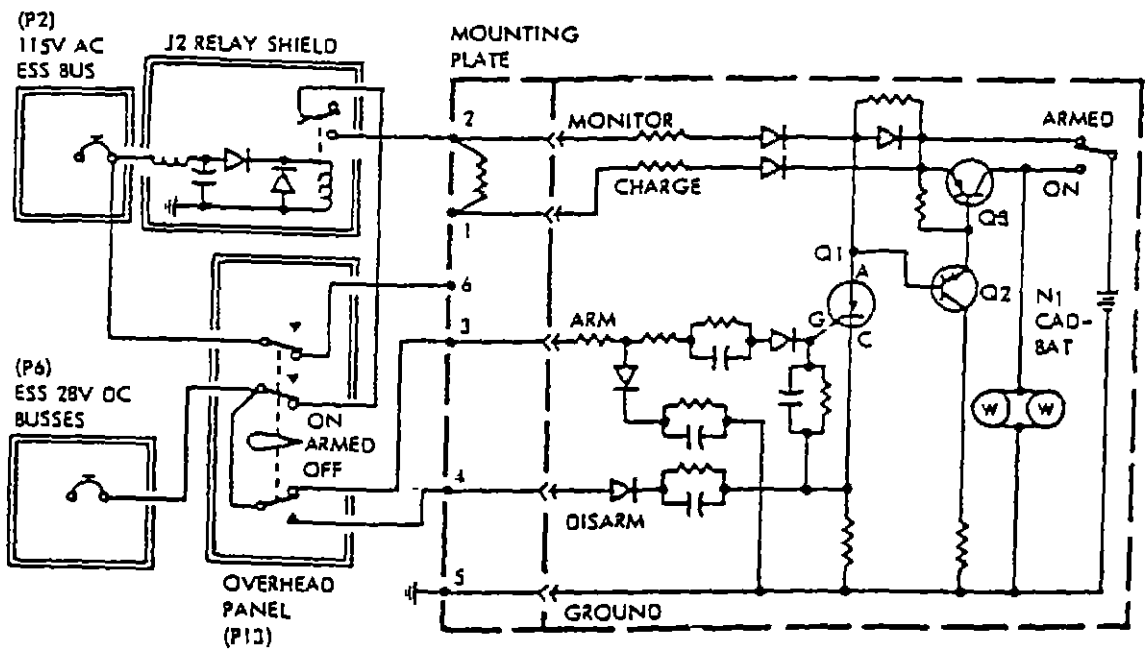 (P2)
115V AC
ESS BUS
J2 RELAY SHIELD
MOUNTING
PLATE
2
MONITOR
ARMED
CHARGE
ON
1
Q3
Q1
A
6
Q2
N1
CAD-
BAT
3
ARM
G
C
(P6)
ESS 28V DC
BUSSES
ON
ARMED
OFF
W
W
4
DISARM
5
GROUND
OVERHEAD
PANEL
(P13)